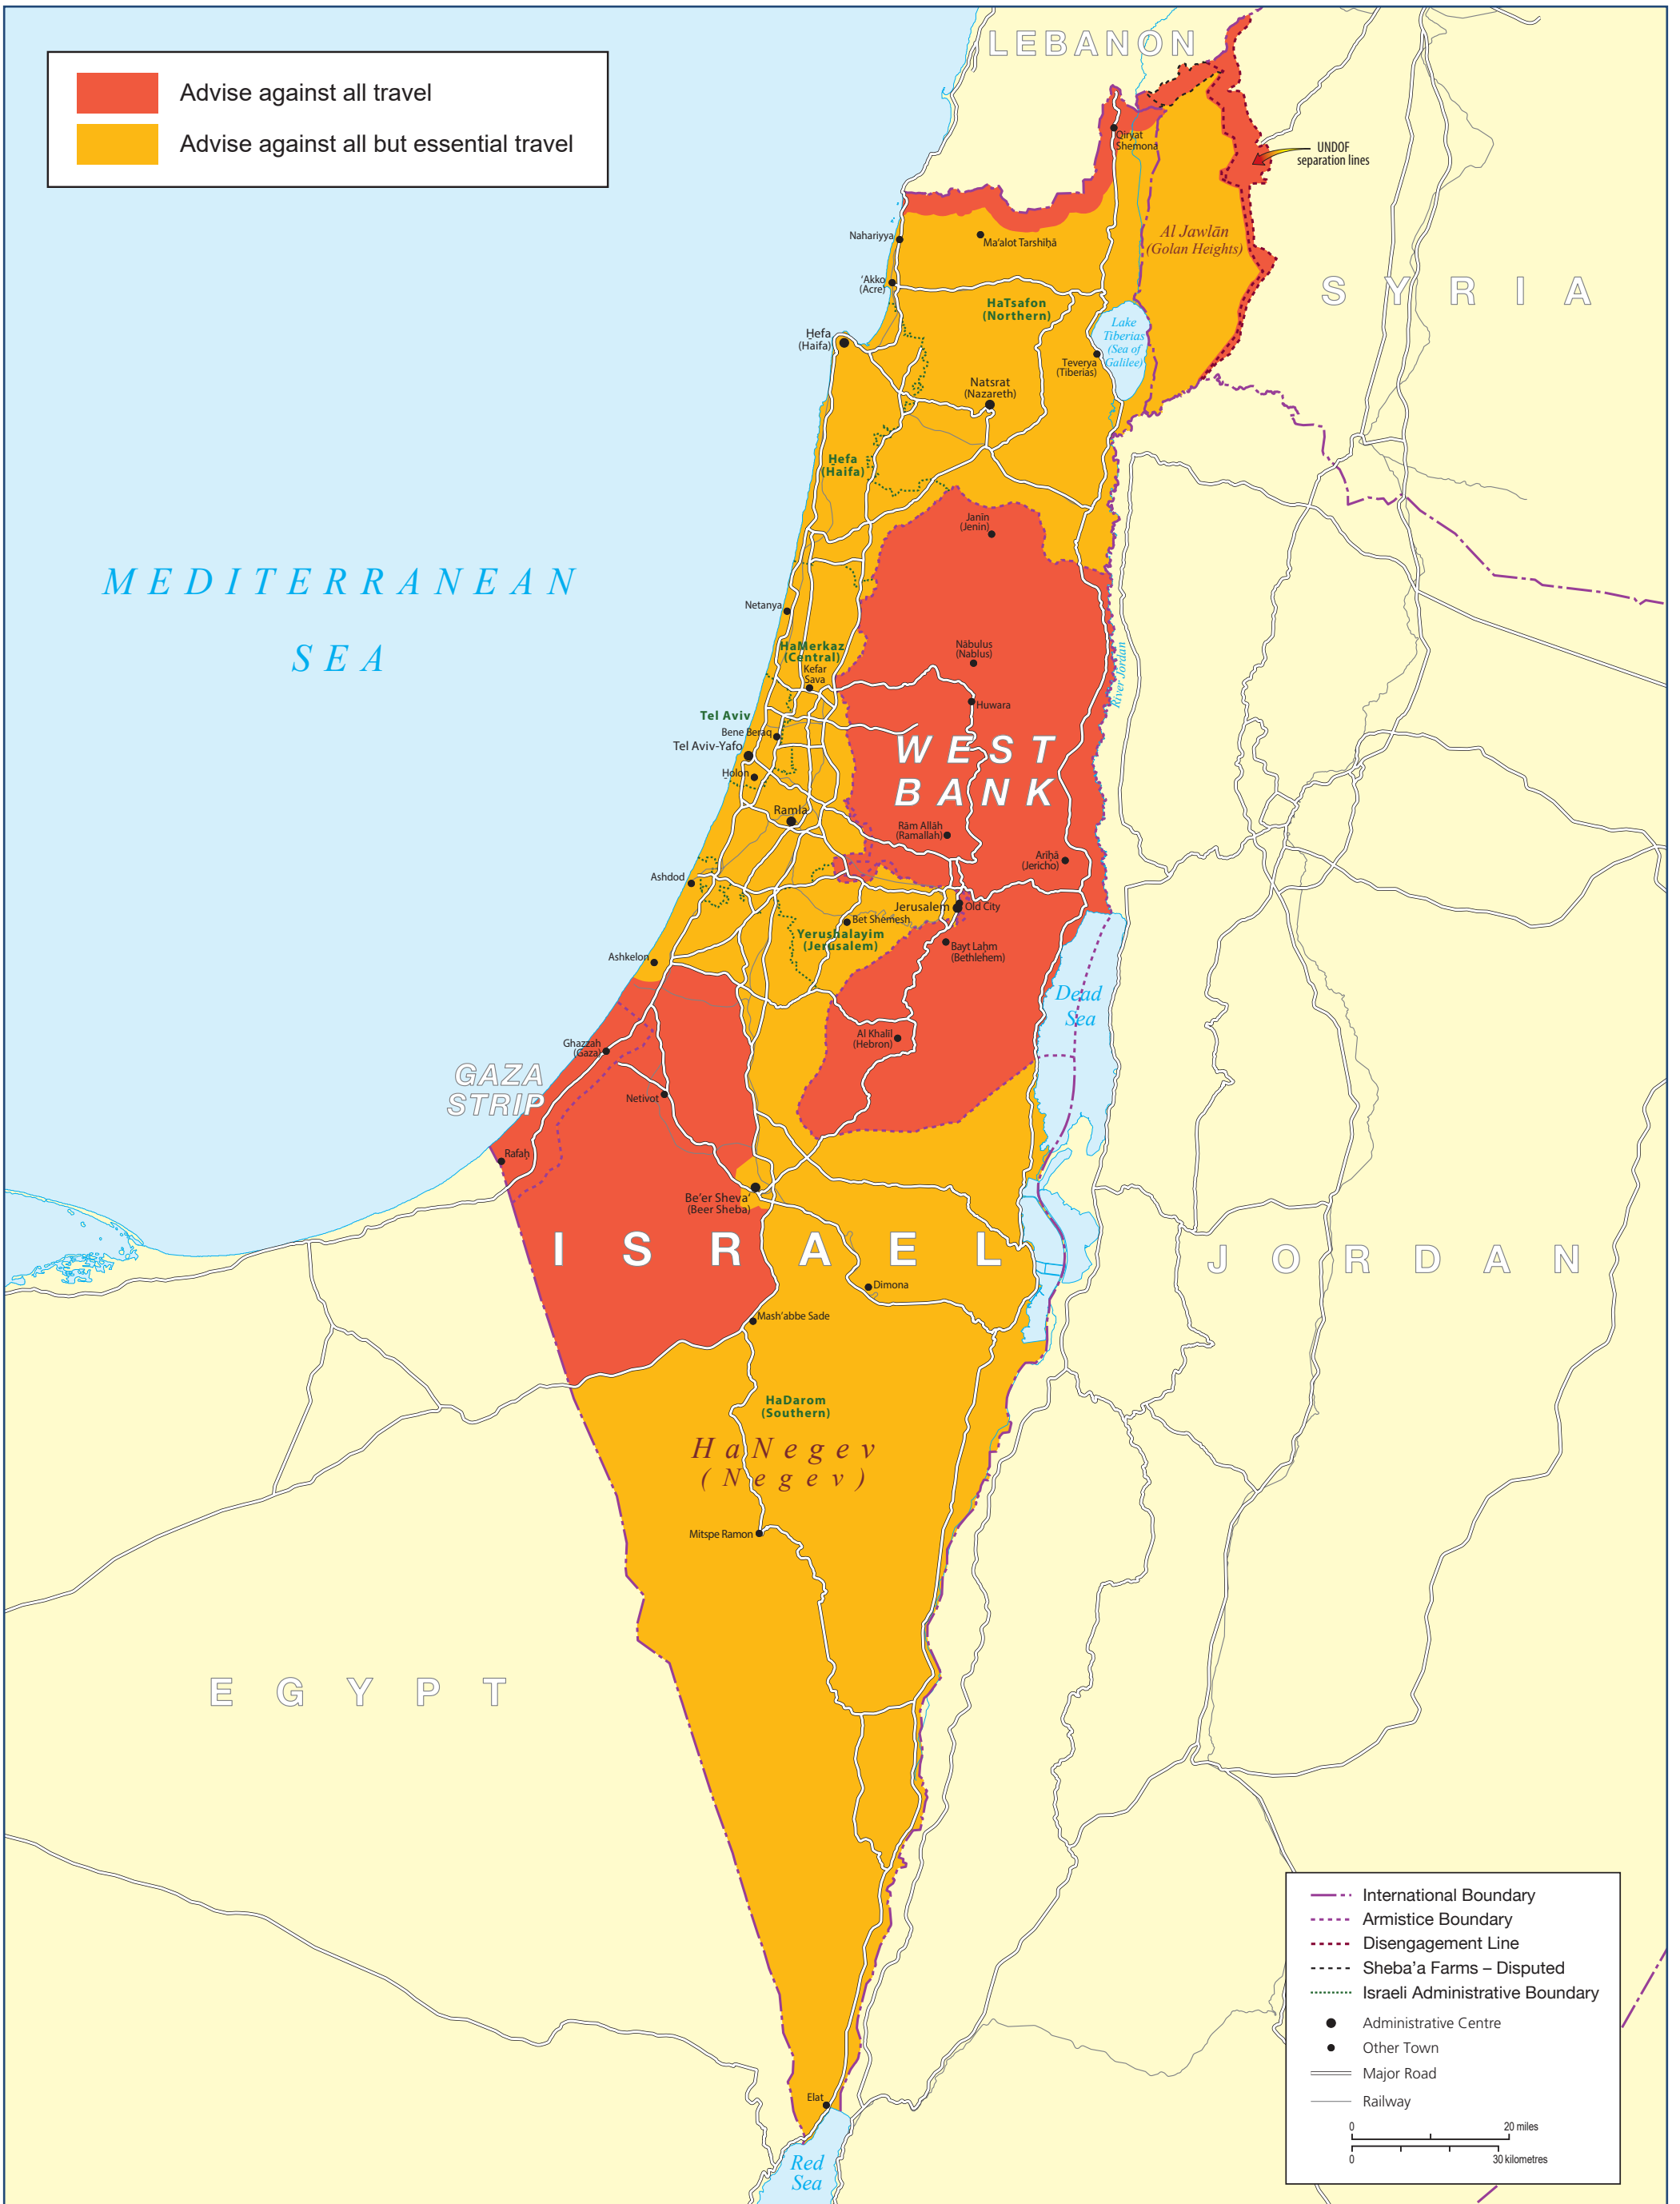 Advise against all travel
Advise against all but essential travel
LEBANON
Qiryat
Shemona
UNDOF
separation lines
Nahariyya
Ma'alot Tarshīḥā
Al Jawlān
(Golan Heights)
'Akko
(Acre)
HaTsafon
(Northern)
SYRIA
Lake
Tiberias
(Sea of
Galilee)
Ḥefa
(Haifa)
Teverya
(Tiberias)
Natsrat
(Nazareth)
Ḥefa
(Haifa)
Janīn
(Jenin)
MEDITERRANEAN
SEA
Netanya
HaMerkaz
(Central)
Kefar
Sava
Nābulus
(Nablus)
River Jordan
Huwara
Tel Aviv
Bene Beraq
Tel Aviv-Yafo
Ḥolon
WEST
BANK
Ramla
Rām Allāh
(Ramallah)
Arīḥā
(Jericho)
Ashdod
Jerusalem
Old City
Bet Shemesh
Yerushalayim
(Jerusalem)
Bayt Laḥm
(Bethlehem)
Ashkelon
Dead
Sea
Al Khalīl
(Hebron)
Ghazzah
(Gaza)
GAZA
STRIP
Netivot
Rafaḥ
Be'er Sheva'
(Beer Sheba)
ISRAEL
JORDAN
Dimona
Mash'abbe Sade
HaDarom
(Southern)
HaNegev
(Negev)
Mitspe Ramon
EGYPT
Elat
Red
Sea
International Boundary
Armistice Boundary
Disengagement Line
Sheba'a Farms – Disputed
Israeli Administrative Boundary
Administrative Centre
Other Town
Major Road
Railway
0 20 miles
0 30 kilometres